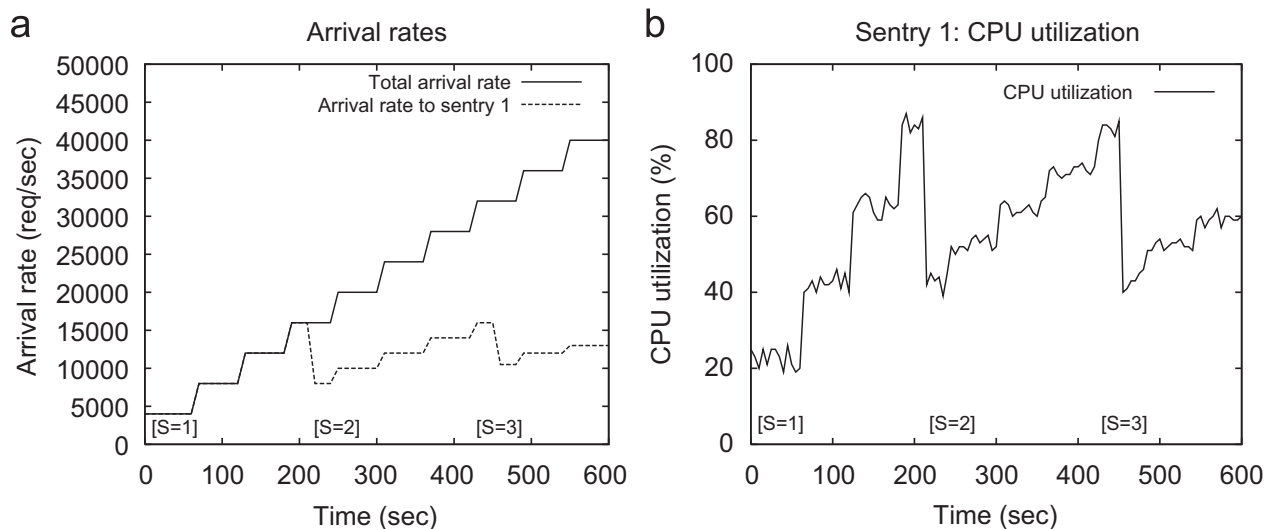 a
Arrival rates
50000
45000
40000
35000
30000
25000
20000
15000
10000
5000
0
Arrival rate (req/sec)
Total arrival rate
Arrival rate to sentry 1
[S=1]
[S=2]
[S=3]
0
100
200
300
400
500
600
Time (sec)
b
Sentry 1: CPU utilization
100
80
60
40
20
0
CPU utilization (%)
CPU utilization
[S=1]
[S=2]
[S=3]
0
100
200
300
400
500
600
Time (sec)